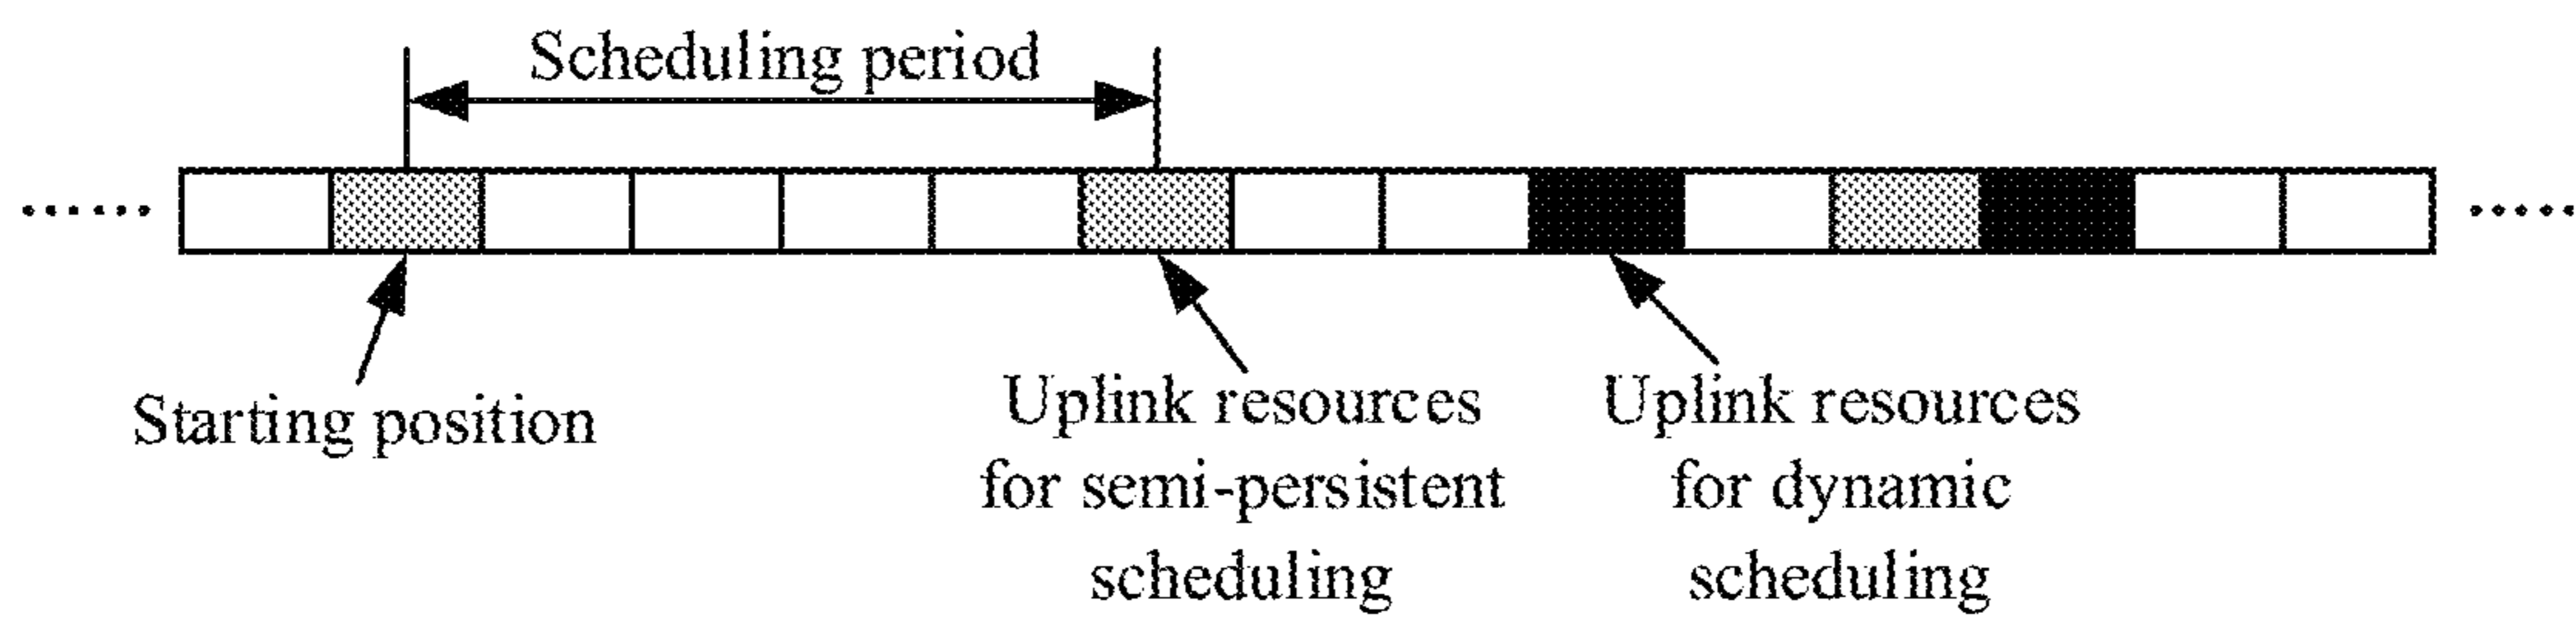 Scheduling period
Starting position
Uplink resources
for semi-persistent
scheduling
Uplink resources
for dynamic
scheduling